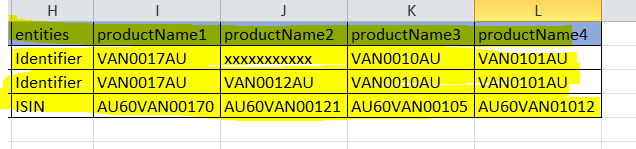 H I J K L
entities productName1 productName2 productName3 productName4
Identifier VAN0017AU xxxxxxxxxxx VAN0010AU VAN0101AU
Identifier VAN0017AU VAN0012AU VAN0010AU VAN0101AU
ISIN AU60VAN00170 AU60VAN00121 AU60VAN00105 AU60VAN01012